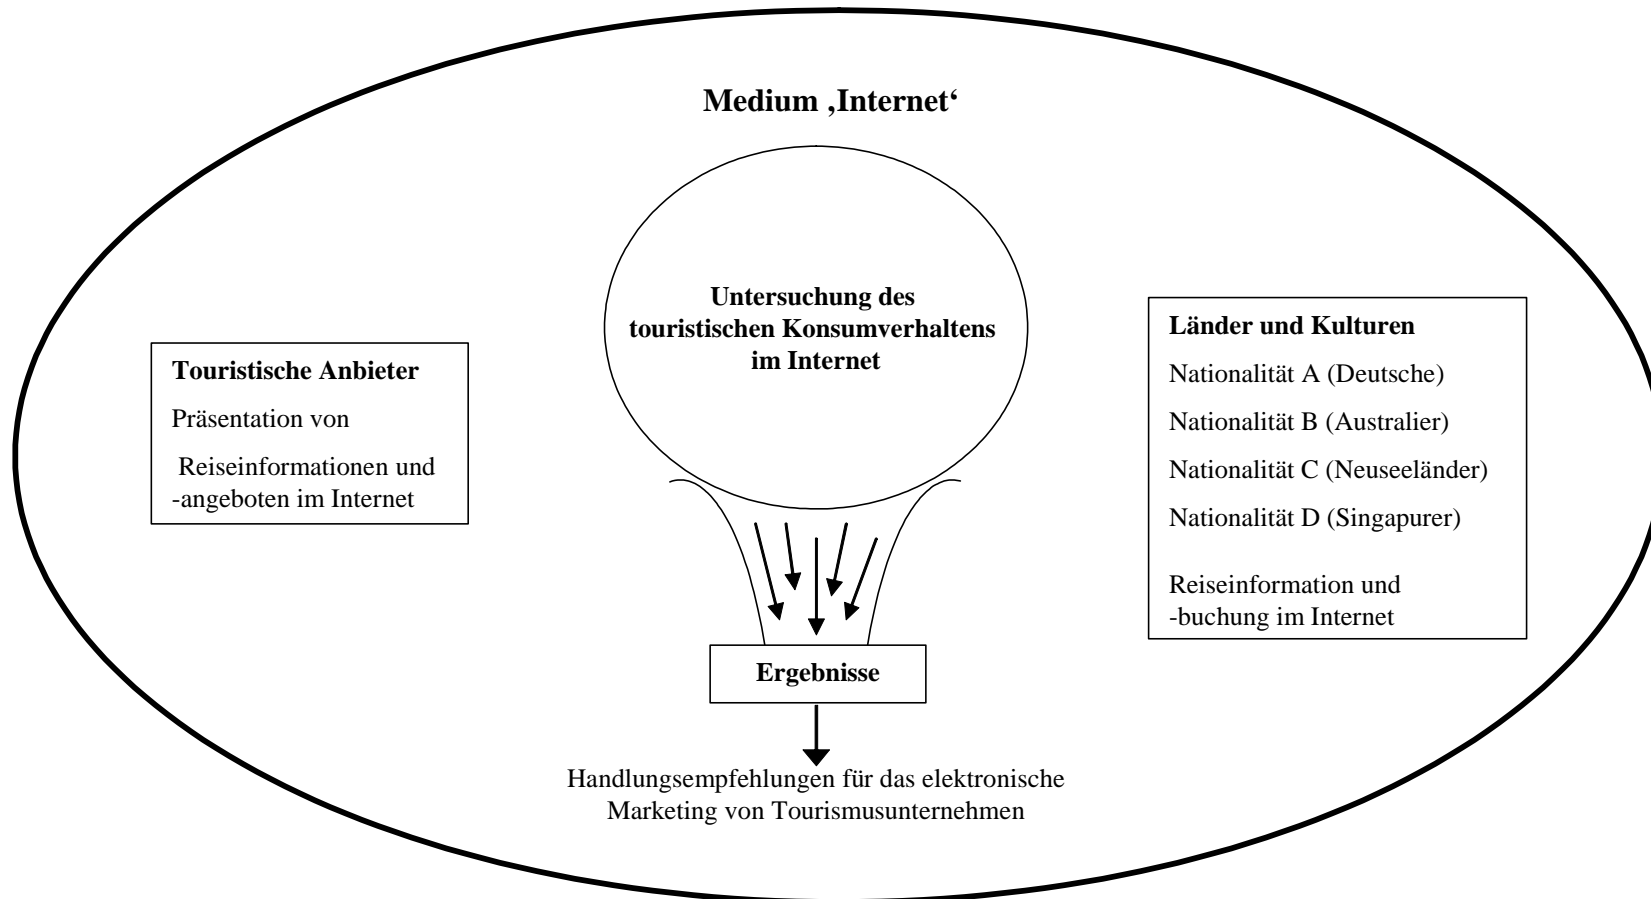 Medium ‚Internet‘
Untersuchung des
touristischen Konsumverhaltens
im Internet
Touristische Anbieter
Präsentation von
Reiseinformationen und
-angeboten im Internet
Länder und Kulturen
Nationalität A (Deutsche)
Nationalität B (Australier)
Nationalität C (Neuseeländer)
Nationalität D (Singapurer)
Reiseinformation und
-buchung im Internet
Ergebnisse
Handlungsempfehlungen für das elektronische
Marketing von Tourismusunternehmen